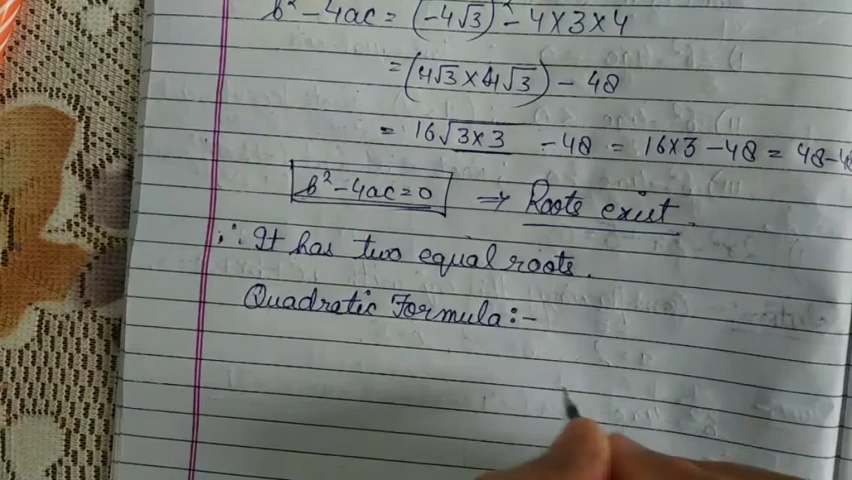 b² - 4ac = (-4√3)² - 4×3×4
= (4√3 × 4√3) - 48
= 16√3×3 - 48 = 16×3 - 48 = 48-48
b² - 4ac = 0 ⇒ Roots exist.
∴ It has two equal roots.
Quadratic Formula :-